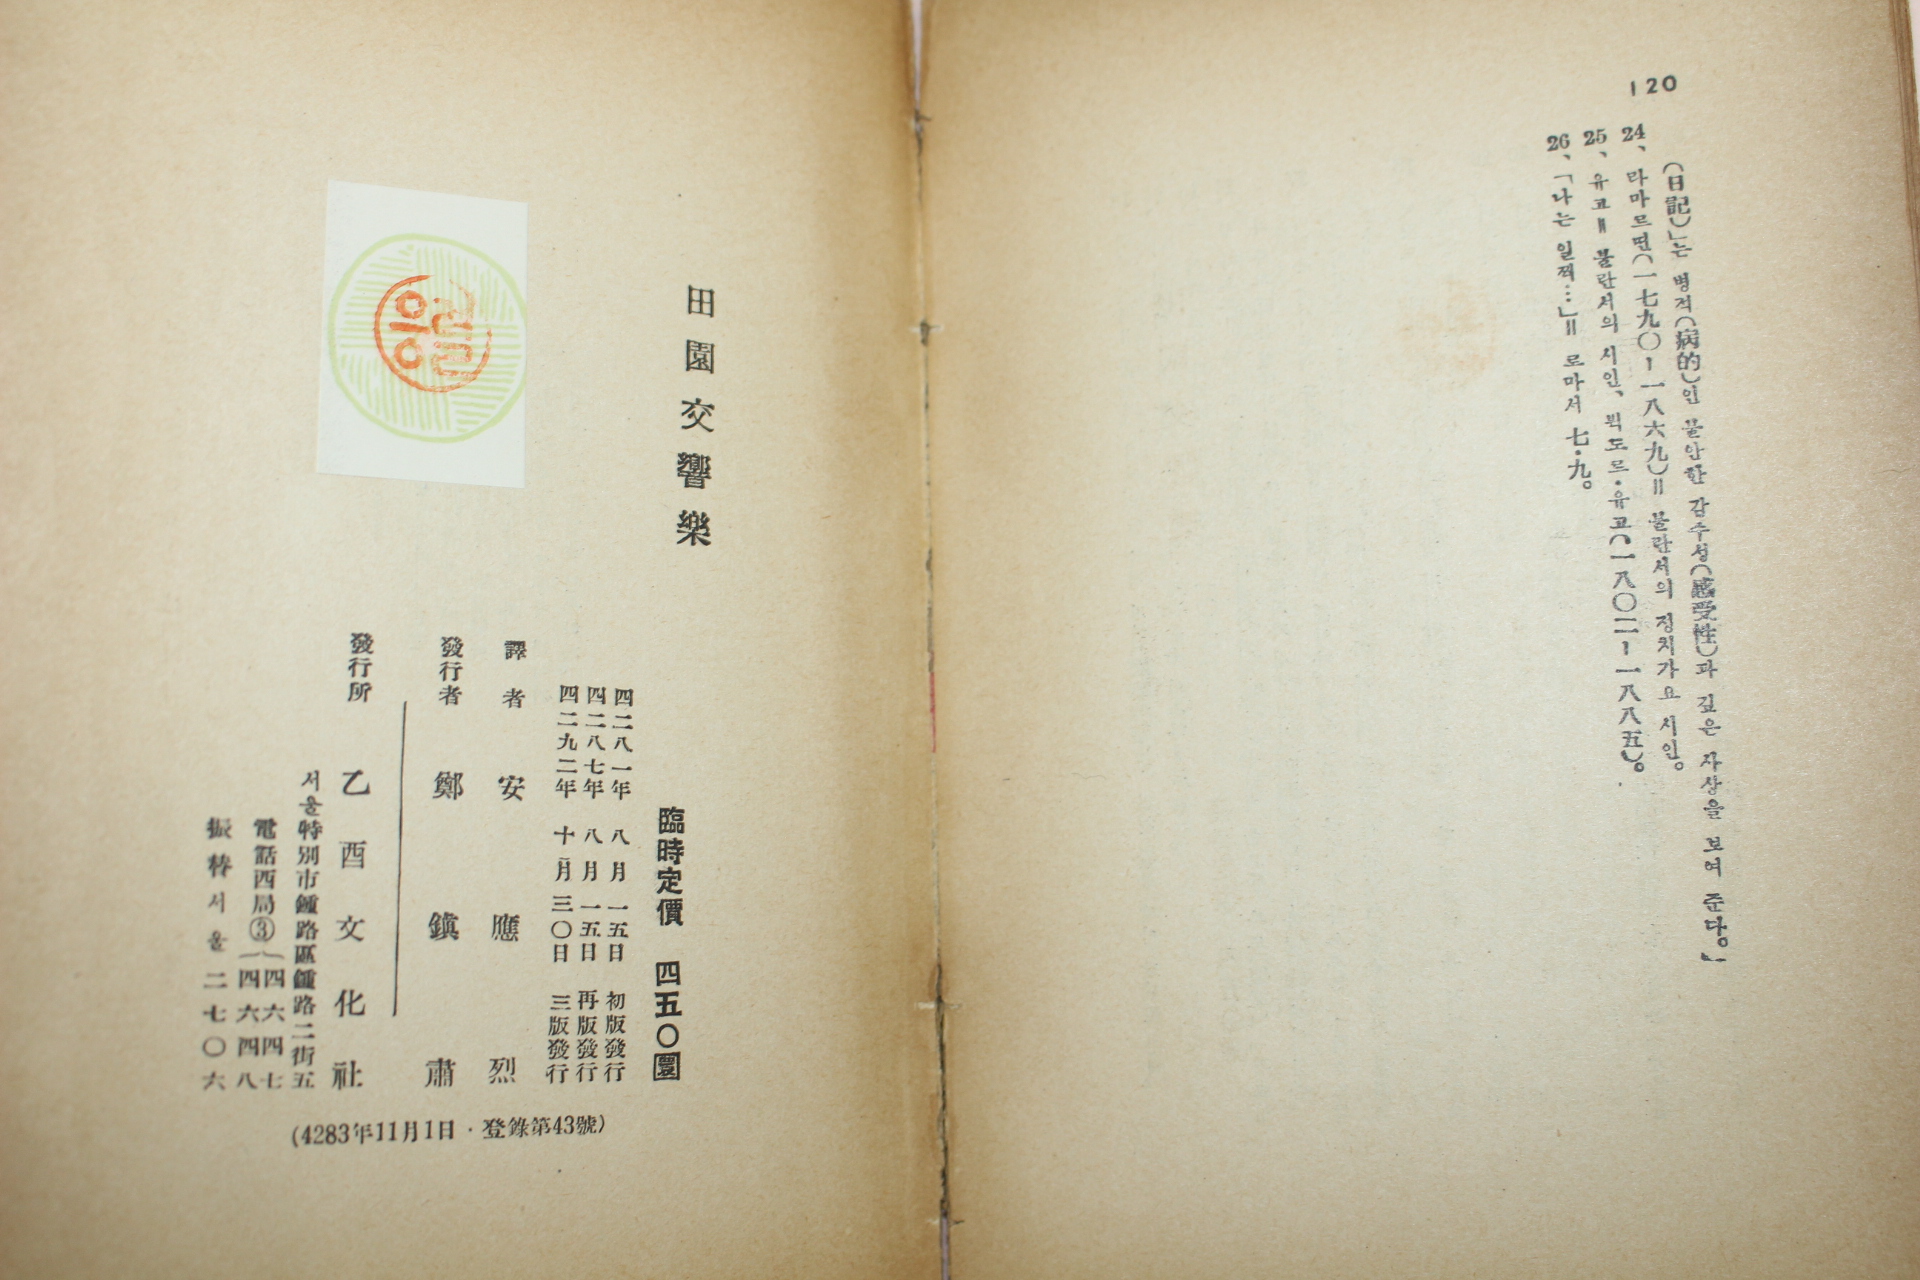 120
（日記）」는 병적（病的）인 불안한 감수성（感受性）과 깊은 사상을 보여 준다。」
24、라마르띤（一七九〇―一八六九）＝불란서의 정치가요 시인。
25、유고＝불란서의 시인、뷕도르・유고（一八〇二―一八八五）。
26、「나는 일찍…」＝로마서 七・九。
田園交響樂
臨時定價 四五〇圜
四二八一年 八月 一五日 初版發行
四二八七年 八月 一五日 再版發行
四二九二年 十二月 三〇日 三版發行
譯者 安應烈
發行者 鄭鎭肅
發行所 乙酉文化社
서울特別市鍾路區鍾路二街五
電話西局③（四六四七
四六四八
振替서울二七〇六
(4283年11月1日・登錄第43號)
응렬